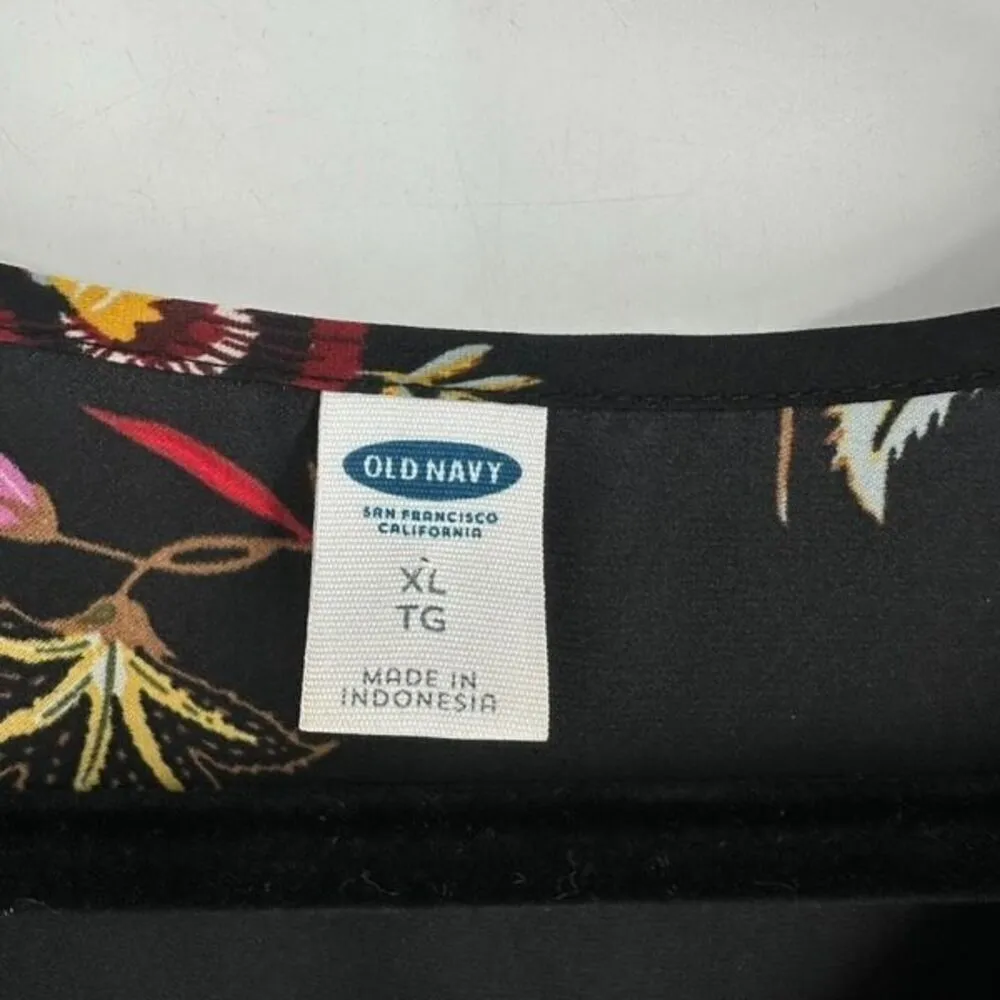 OLD NAVY
SAN FRANCISCO
CALIFORNIA
XL
TG
MADE IN
INDONESIA